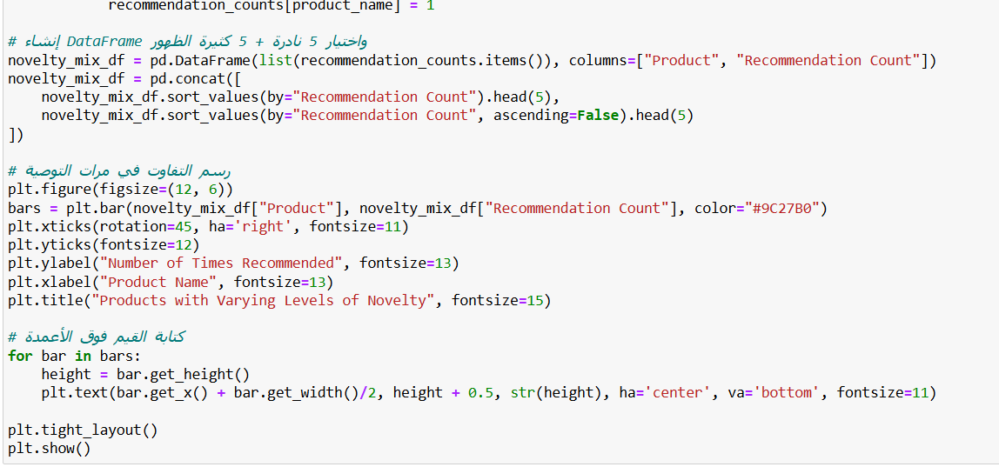 recommendation_counts[product_name] = 1
# إنشاء DataFrame واختيار 5 نادرة + 5 كثيرة الظهور
novelty_mix_df = pd.DataFrame(list(recommendation_counts.items()), columns=["Product", "Recommendation Count"])
novelty_mix_df = pd.concat([
    novelty_mix_df.sort_values(by="Recommendation Count").head(5),
    novelty_mix_df.sort_values(by="Recommendation Count", ascending=False).head(5)
])
# رسم التفاوت في مرات التوصية
plt.figure(figsize=(12, 6))
bars = plt.bar(novelty_mix_df["Product"], novelty_mix_df["Recommendation Count"], color="#9C27B0")
plt.xticks(rotation=45, ha='right', fontsize=11)
plt.yticks(fontsize=12)
plt.ylabel("Number of Times Recommended", fontsize=13)
plt.xlabel("Product Name", fontsize=13)
plt.title("Products with Varying Levels of Novelty", fontsize=15)
# كتابة القيم فوق الأعمدة
for bar in bars:
    height = bar.get_height()
    plt.text(bar.get_x() + bar.get_width()/2, height + 0.5, str(height), ha='center', va='bottom', fontsize=11)
plt.tight_layout()
plt.show()